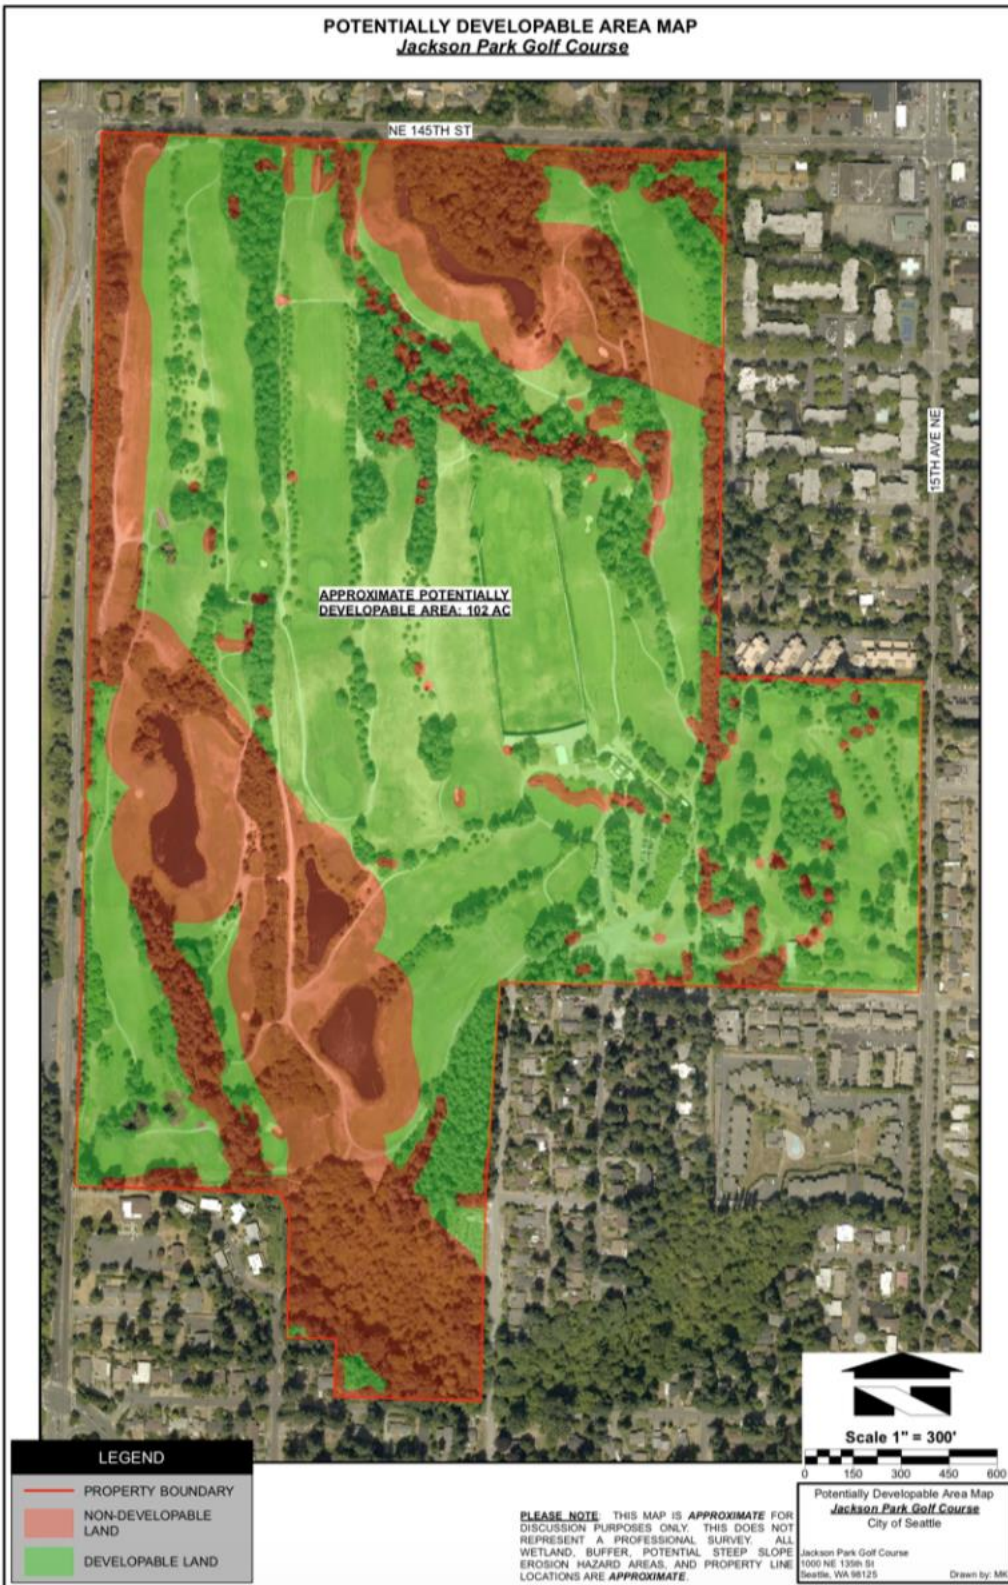 POTENTIALLY DEVELOPABLE AREA MAP
Jackson Park Golf Course
NE 145TH ST
15TH AVE NE
APPROXIMATE POTENTIALLY
DEVELOPABLE AREA: 102 AC
LEGEND
PROPERTY BOUNDARY
NON-DEVELOPABLE
LAND
DEVELOPABLE LAND
PLEASE NOTE: THIS MAP IS APPROXIMATE FOR
DISCUSSION PURPOSES ONLY. THIS DOES NOT
REPRESENT A PROFESSIONAL SURVEY. ALL
WETLAND, BUFFER, POTENTIAL STEEP SLOPE
EROSION HAZARD AREAS, AND PROPERTY LINE
LOCATIONS ARE APPROXIMATE.
Scale 1" = 300'
0 150 300 450 600
Potentially Developable Area Map
Jackson Park Golf Course
City of Seattle
Jackson Park Golf Course
1000 NE 135th St
Seattle, WA 98125
Drawn by: